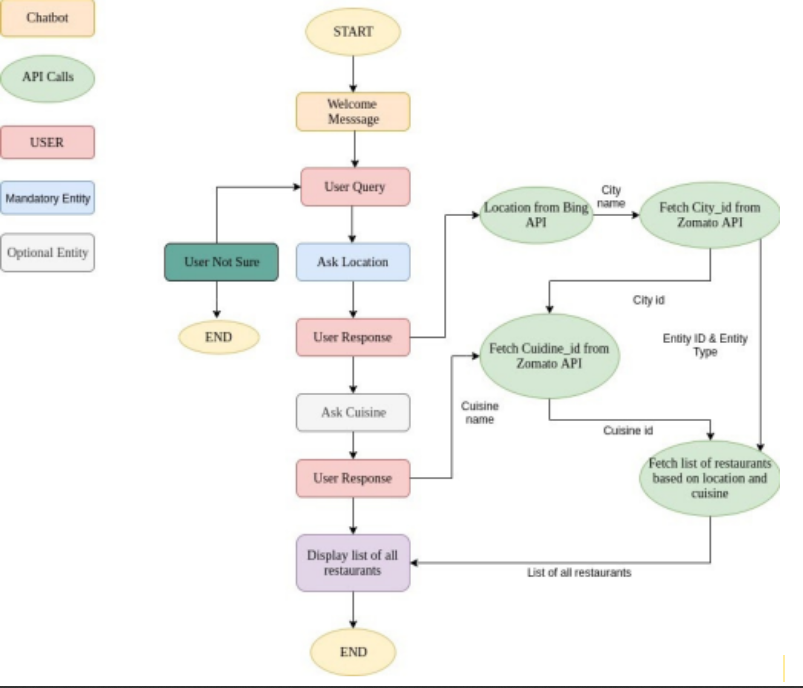 Chatbot
API Calls
USER
Mandatory Entity
Optional Entity
START
Welcome
Messsage
User Query
User Not Sure
END
Ask Location
User Response
Ask Cuisine
User Response
Display list of all
restaurants
END
Location from Bing
API
City
name
Fetch City_id from
Zomato API
City id
Entity ID & Entity
Type
Fetch Cuidine_id from
Zomato API
Cuisine
name
Cuisine id
Fetch list of restaurants
based on location and
cuisine
List of all restaurants